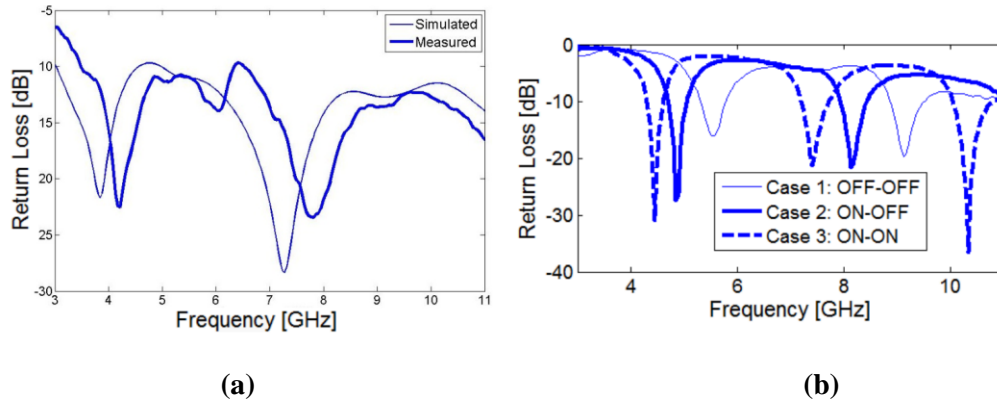 -5
10
15
20
25
-30
3 4 5 6 7 8 9 10 11
Return Loss [dB]
Frequency [GHz]
Simulated
Measured
(a)
0
-10
-20
-30
-40
4 6 8 10
Return Loss [dB]
Frequency [GHz]
Case 1: OFF-OFF
Case 2: ON-OFF
Case 3: ON-ON
(b)